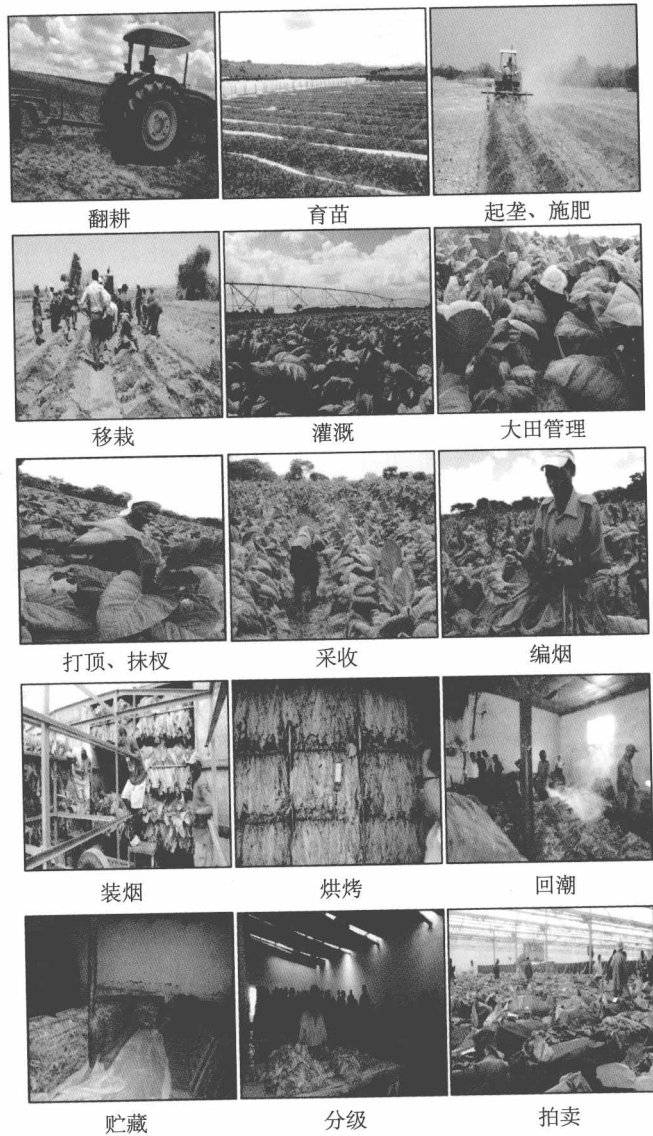 翻耕
育苗
起垄、施肥
移栽
灌溉
大田管理
打顶、抹杈
采收
编烟
装烟
烘烤
回潮
贮藏
分级
拍卖